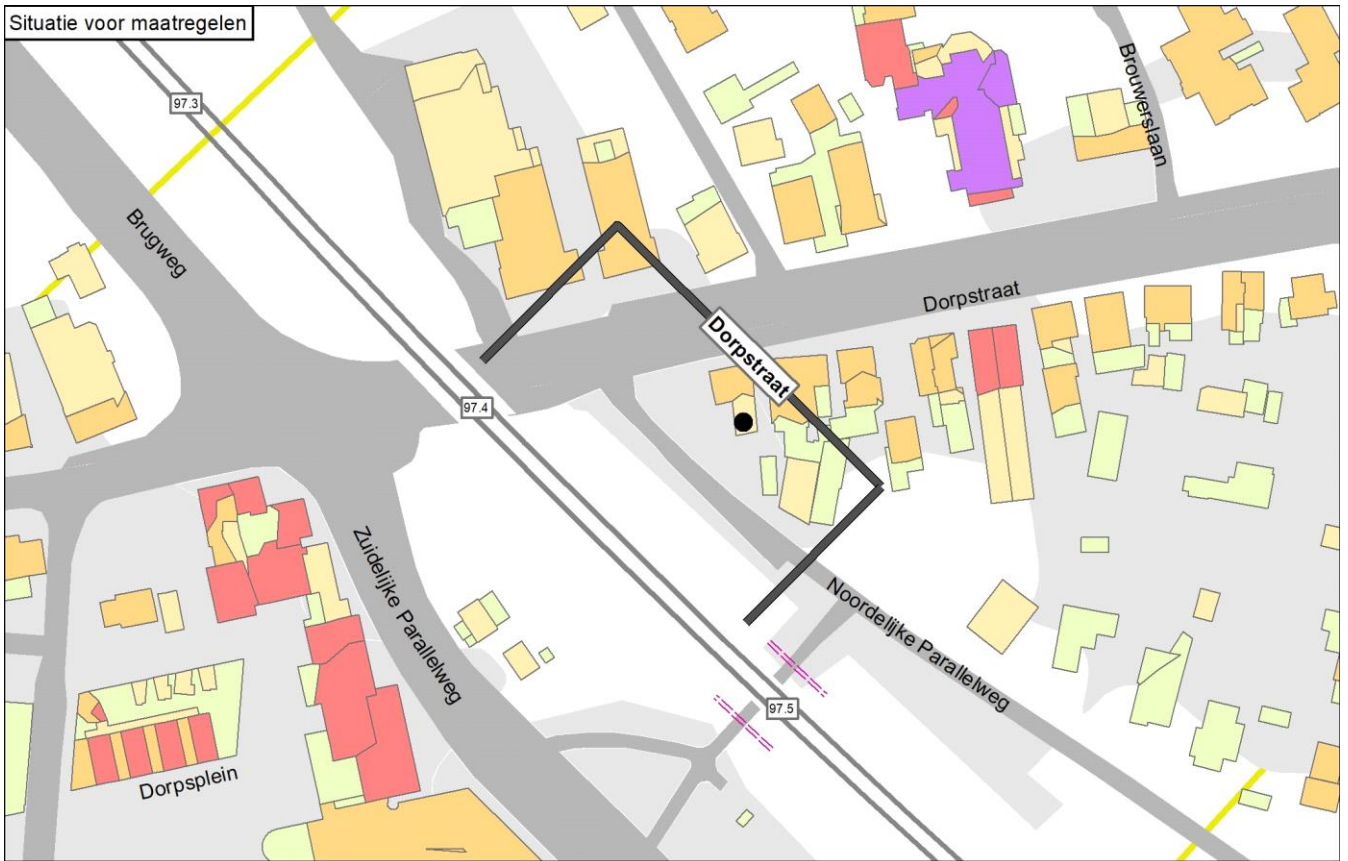 Situatie voor maatregelen
97.3
Brouwerslaan
Brugweg
Dorpstraat
Dorpstraat
97.4
Zuidelijke Parallelweg
Noordelijke Parallelweg
97.5
Dorpsplein